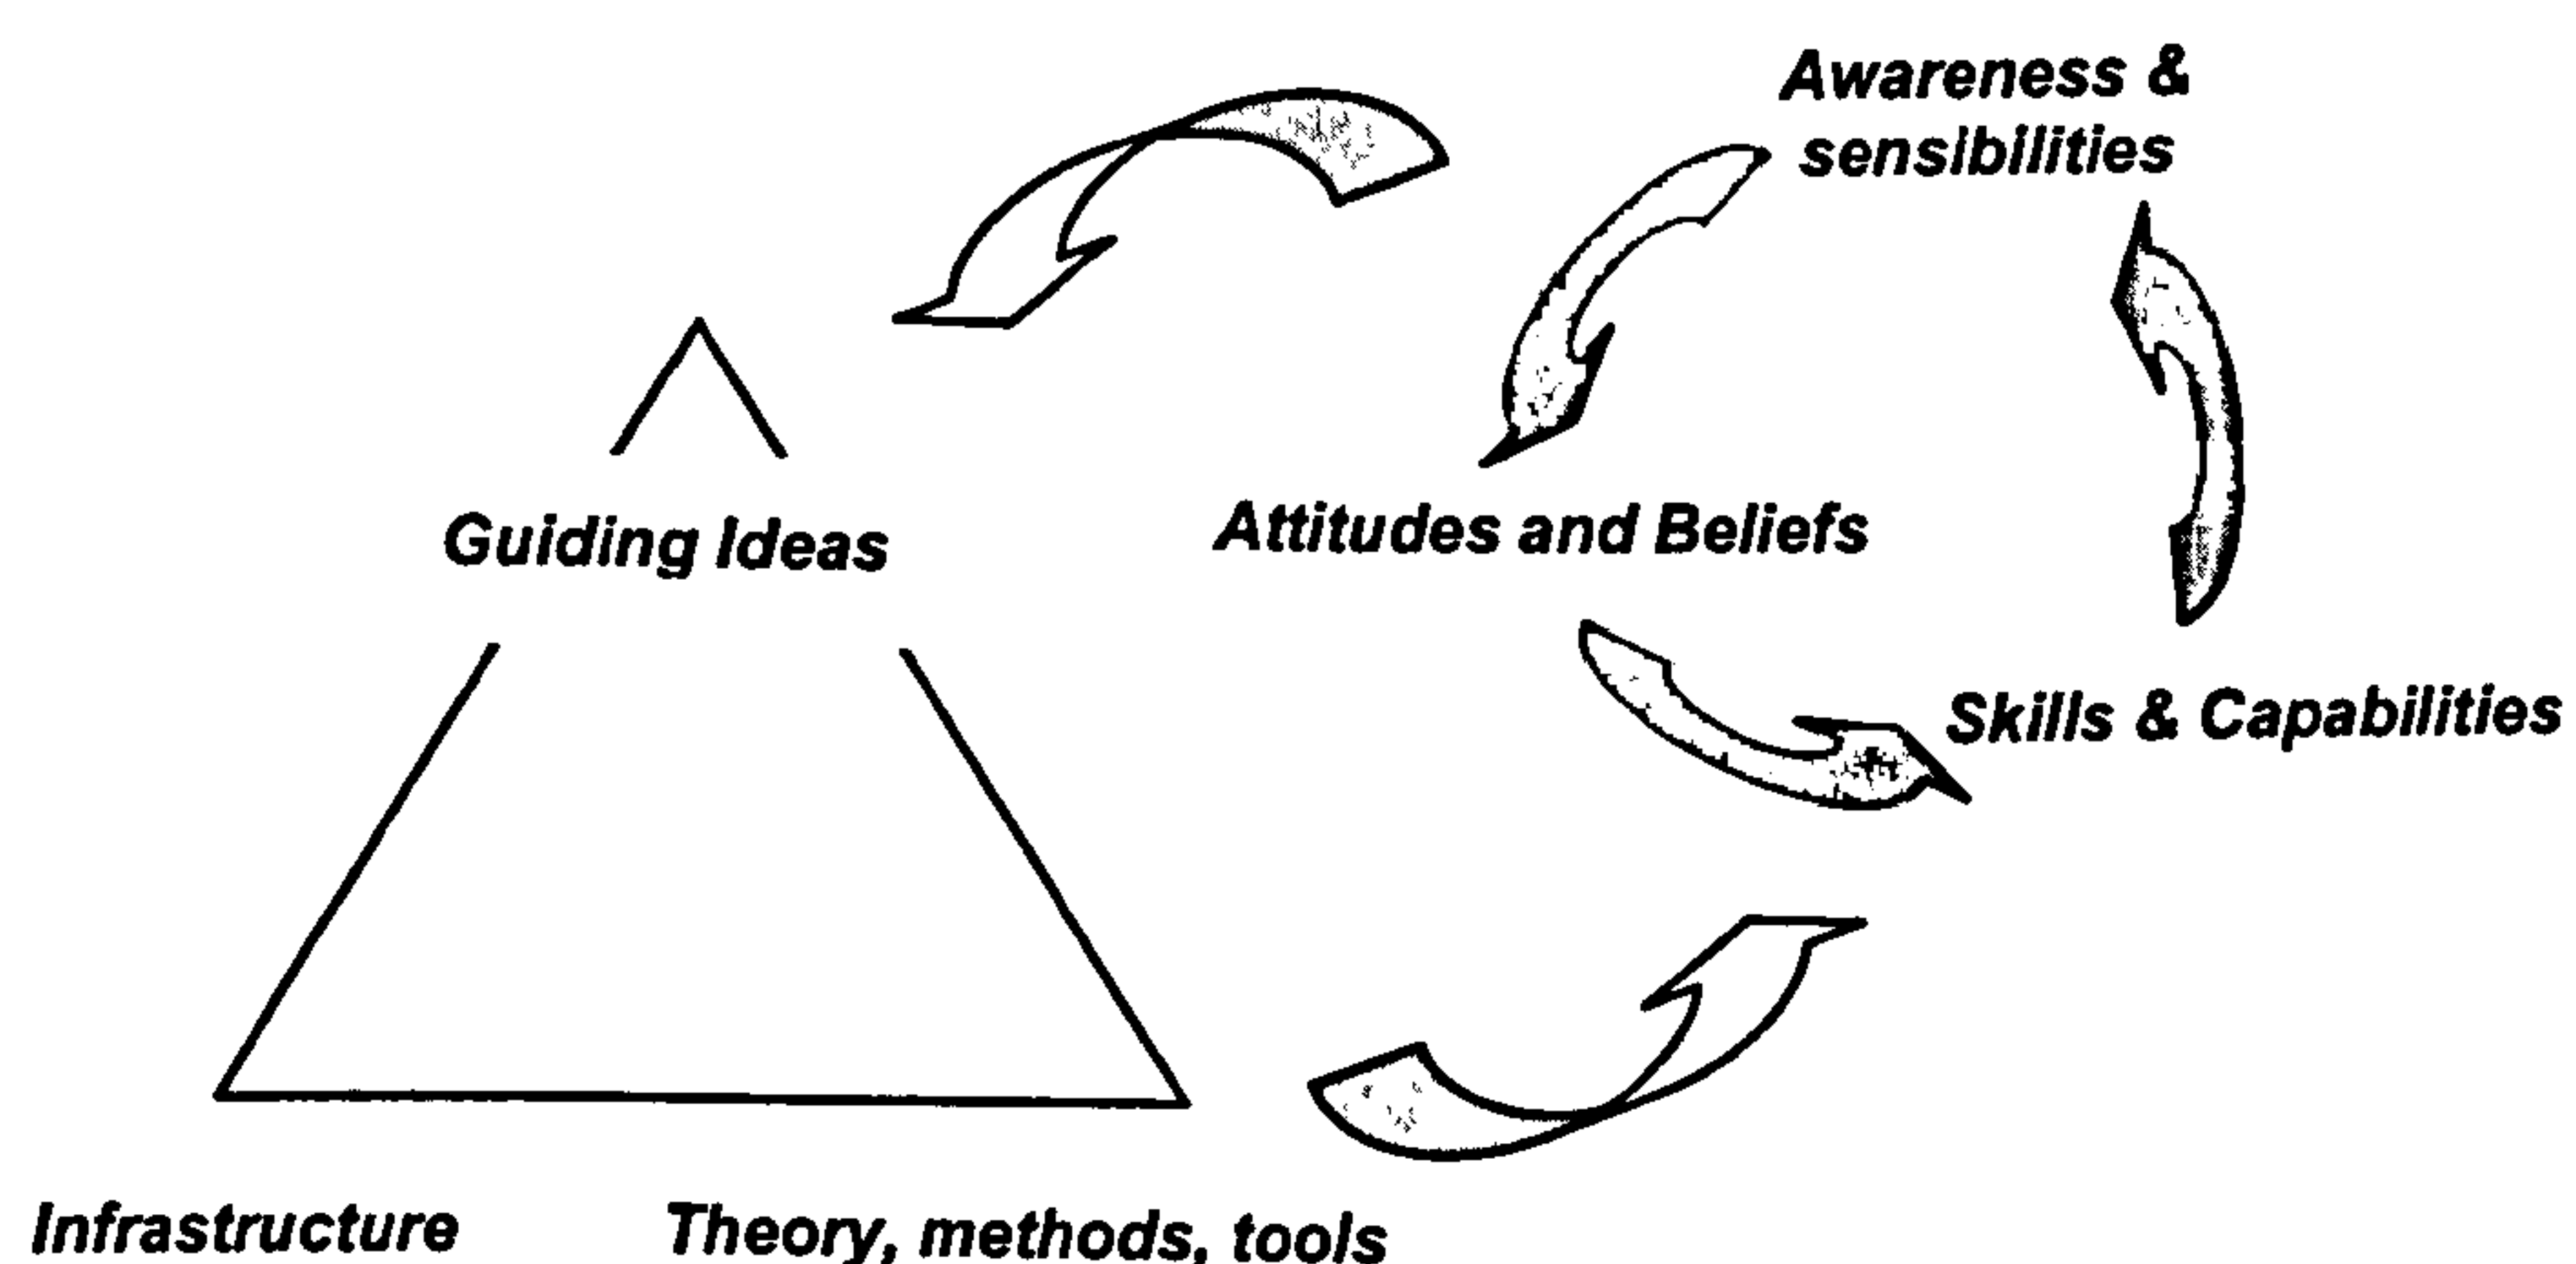 Awareness &
sensibilities
Guiding Ideas
Attitudes and Beliefs
Skills & Capabilities
Infrastructure
Theory, methods, tools